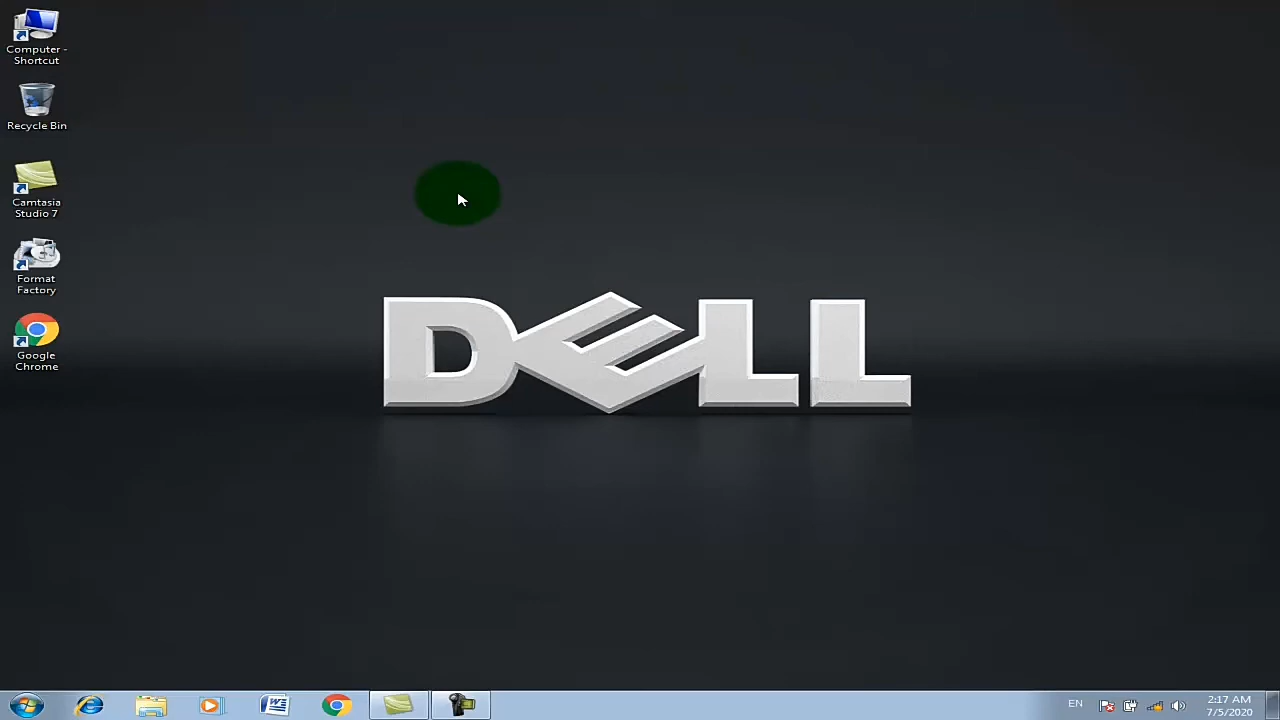 Computer -
Shortcut
Recycle Bin
Camtasia
Studio 7
Format
Factory
Google
Chrome
DELL
EN
2:17 AM
7/5/2020